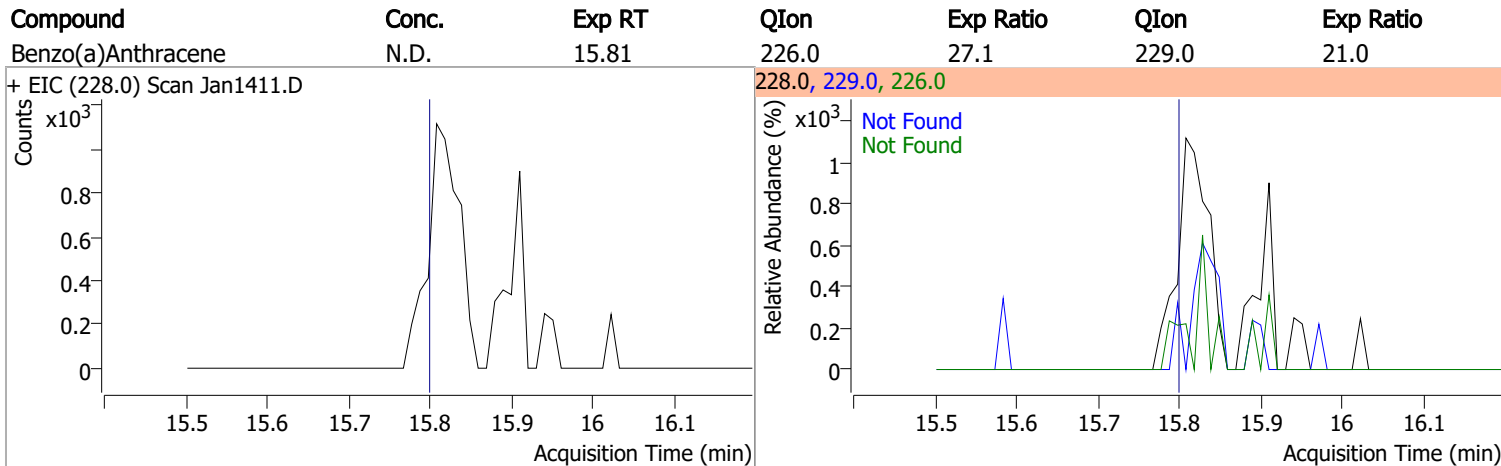 Compound Conc. Exp RT QIon Exp Ratio QIon Exp Ratio
Benzo(a)Anthracene N.D. 15.81 226.0 27.1 229.0 21.0
+ EIC (228.0) Scan Jan1411.D
Counts
x10³
0.8
0.6
0.4
0.2
0
15.5 15.6 15.7 15.8 15.9 16 16.1
Acquisition Time (min)
228.0, 229.0, 226.0
Relative Abundance (%)
x10³
Not Found
Not Found
1
0.8
0.6
0.4
0.2
0
15.5 15.6 15.7 15.8 15.9 16 16.1
Acquisition Time (min)